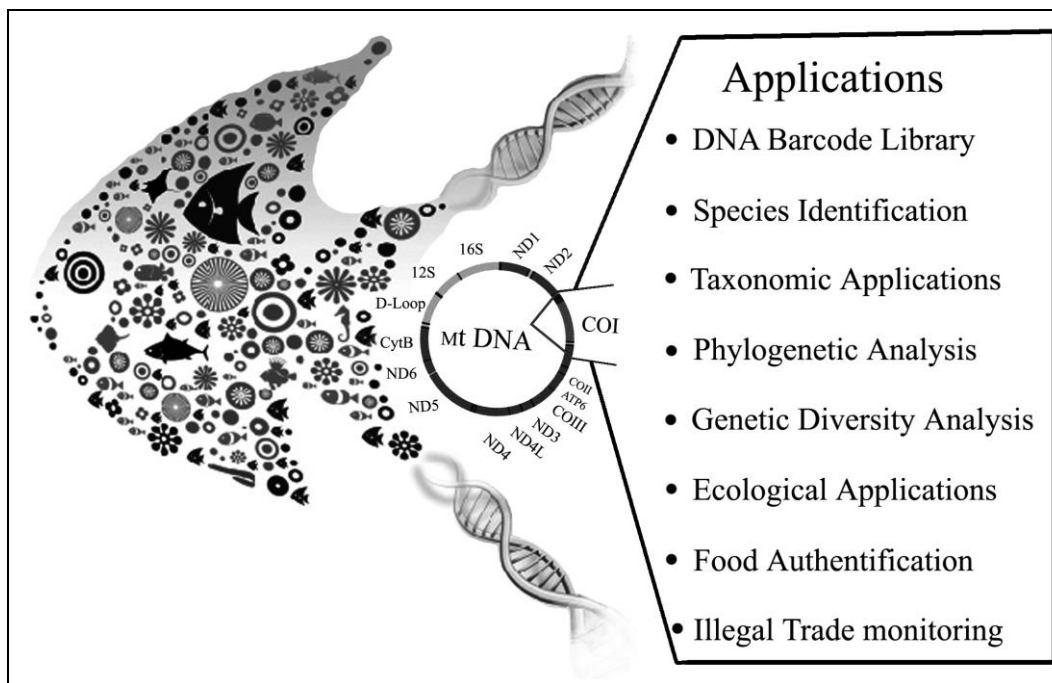 Applications
• DNA Barcode Library
• Species Identification
• Taxonomic Applications
• Phylogenetic Analysis
• Genetic Diversity Analysis
• Ecological Applications
• Food Authentification
• Illegal Trade monitoring
Mt DNA
16S
ND1
ND2
COI
COII
ATP6
COIII
ND3
ND4L
ND4
ND5
ND6
CytB
D-Loop
12S